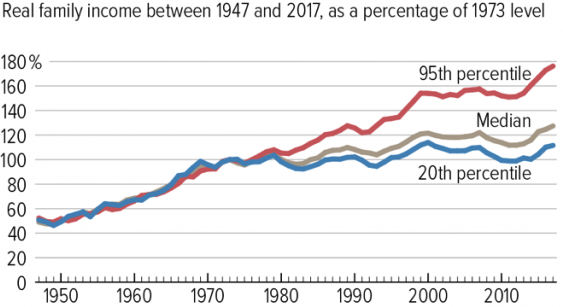 Real family income between 1947 and 2017, as a percentage of 1973 level
180%
160
140
120
100
80
60
40
20
0
95th percentile
Median
20th percentile
1950 1960 1970 1980 1990 2000 2010